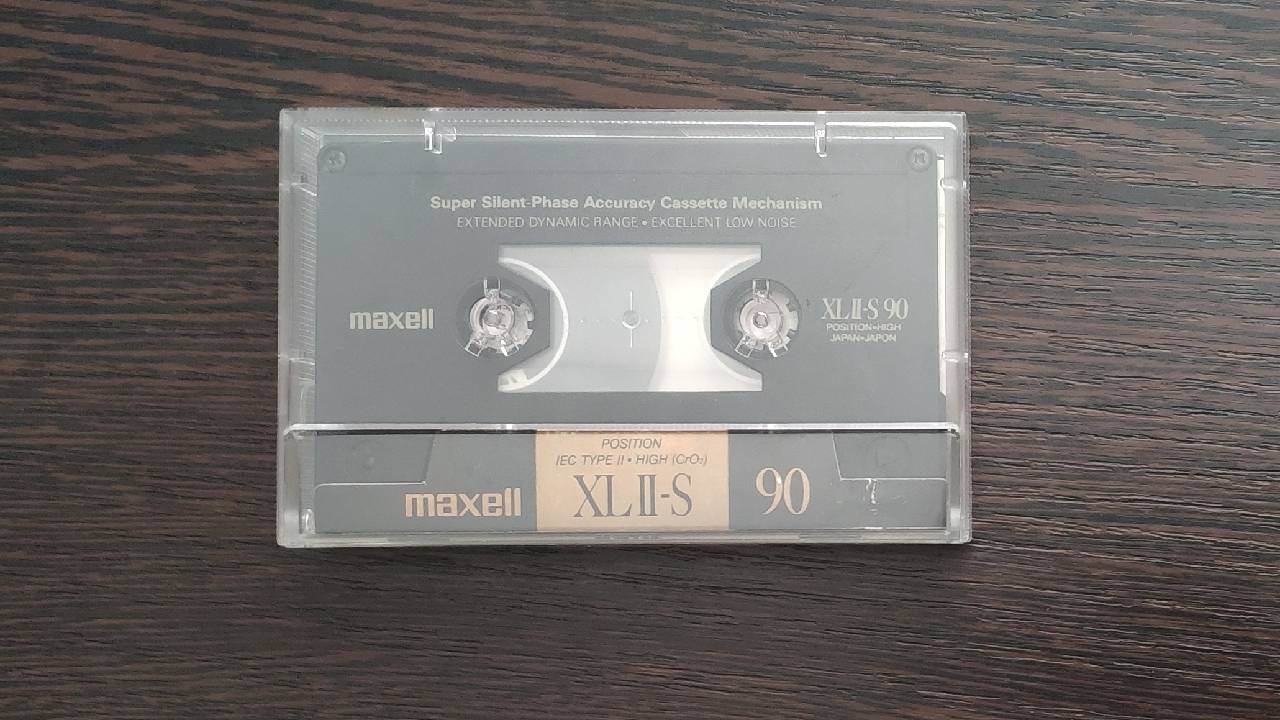 Super Silent-Phase Accuracy Cassette Mechanism
EXTENDED DYNAMIC RANGE • EXCELLENT LOW NOISE
maxell
XLII-S 90
POSITION•HIGH
JAPAN•JAPON
POSITION
IEC TYPE II • HIGH (CrO₂)
maxell XLII-S 90